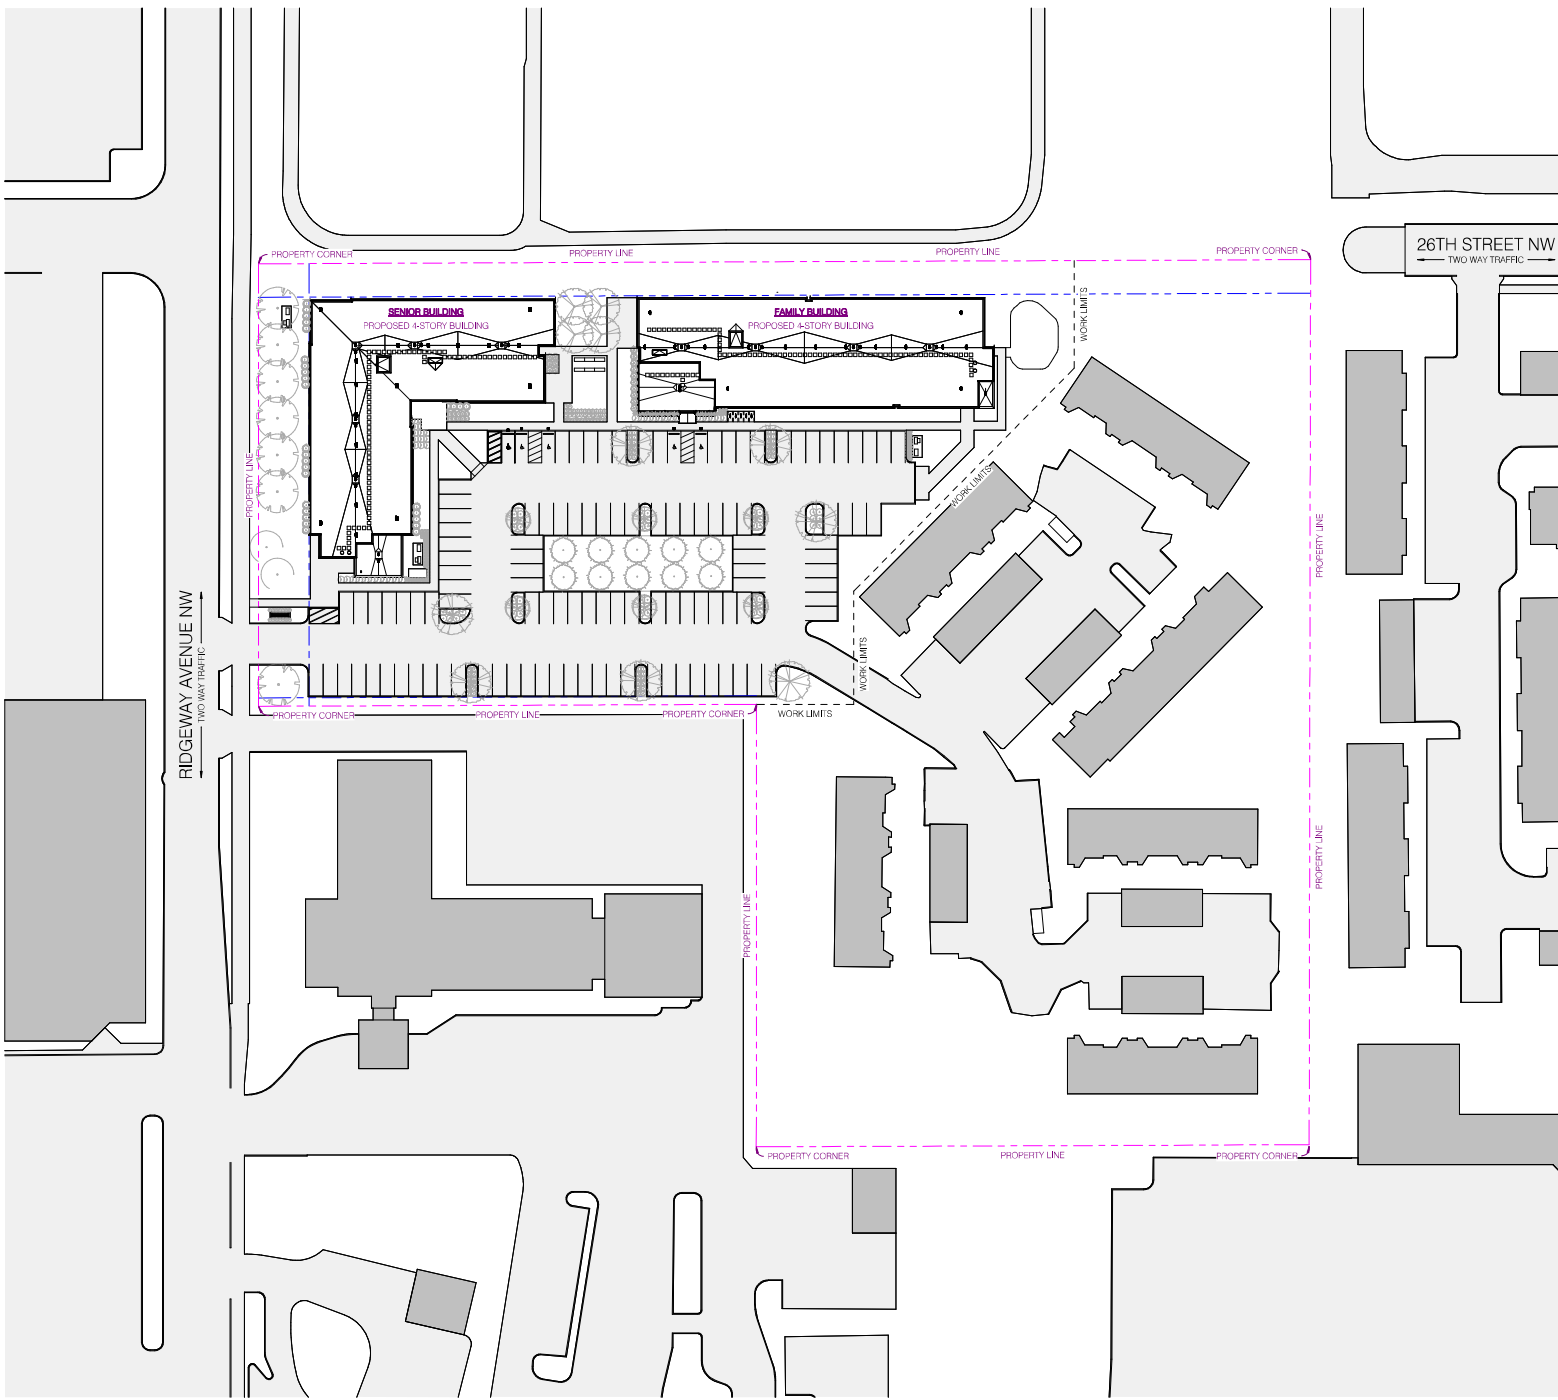 PROPERTY CORNER
PROPERTY LINE
PROPERTY LINE
PROPERTY CORNER
26TH STREET NW
TWO WAY TRAFFIC
SENIOR BUILDING
PROPOSED 4-STORY BUILDING
FAMILY BUILDING
PROPOSED 4-STORY BUILDING
WORK LIMITS
PROPERTY LINE
WORK LIMITS
PROPERTY LINE
RIDGEWAY AVENUE NW
TWO WAY TRAFFIC
WORK LIMITS
PROPERTY CORNER
PROPERTY LINE
PROPERTY CORNER
WORK LIMITS
PROPERTY LINE
PROPERTY LINE
PROPERTY CORNER
PROPERTY LINE
PROPERTY CORNER